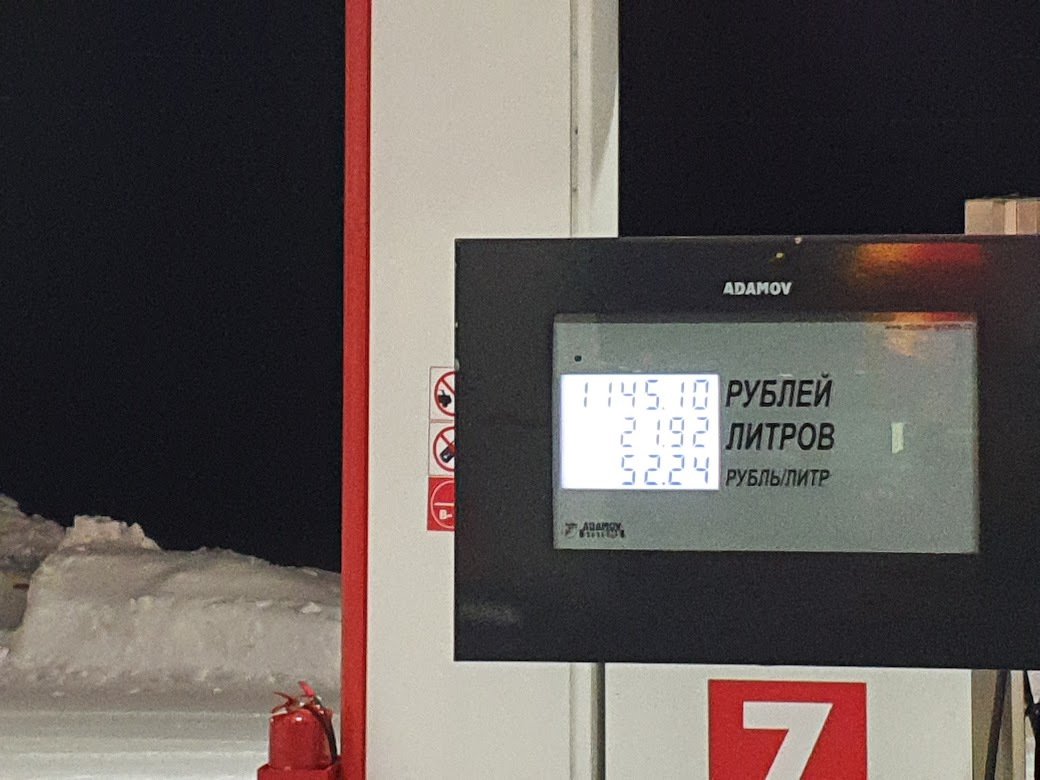 ADAMOV
1145.10 РУБЛЕЙ
21.92 ЛИТРОВ
52.24 РУБЛЬ/ЛИТР
ADAMOV
B-
7